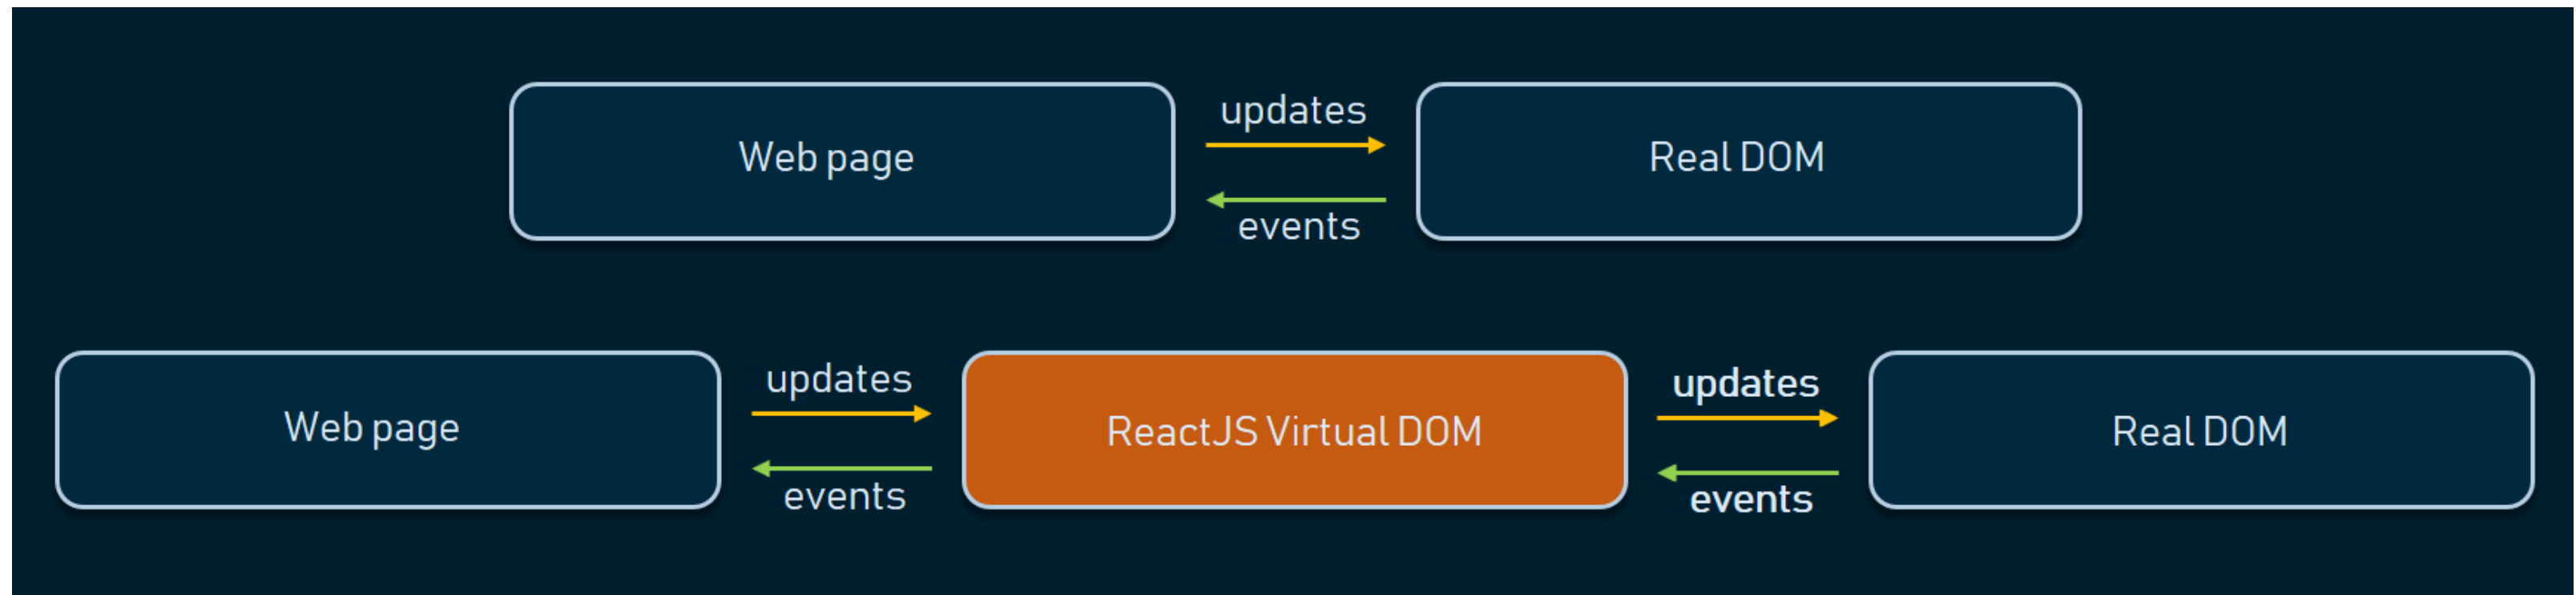 updates
Web page
Real DOM
events
updates
updates
Web page
ReactJS Virtual DOM
Real DOM
events
events